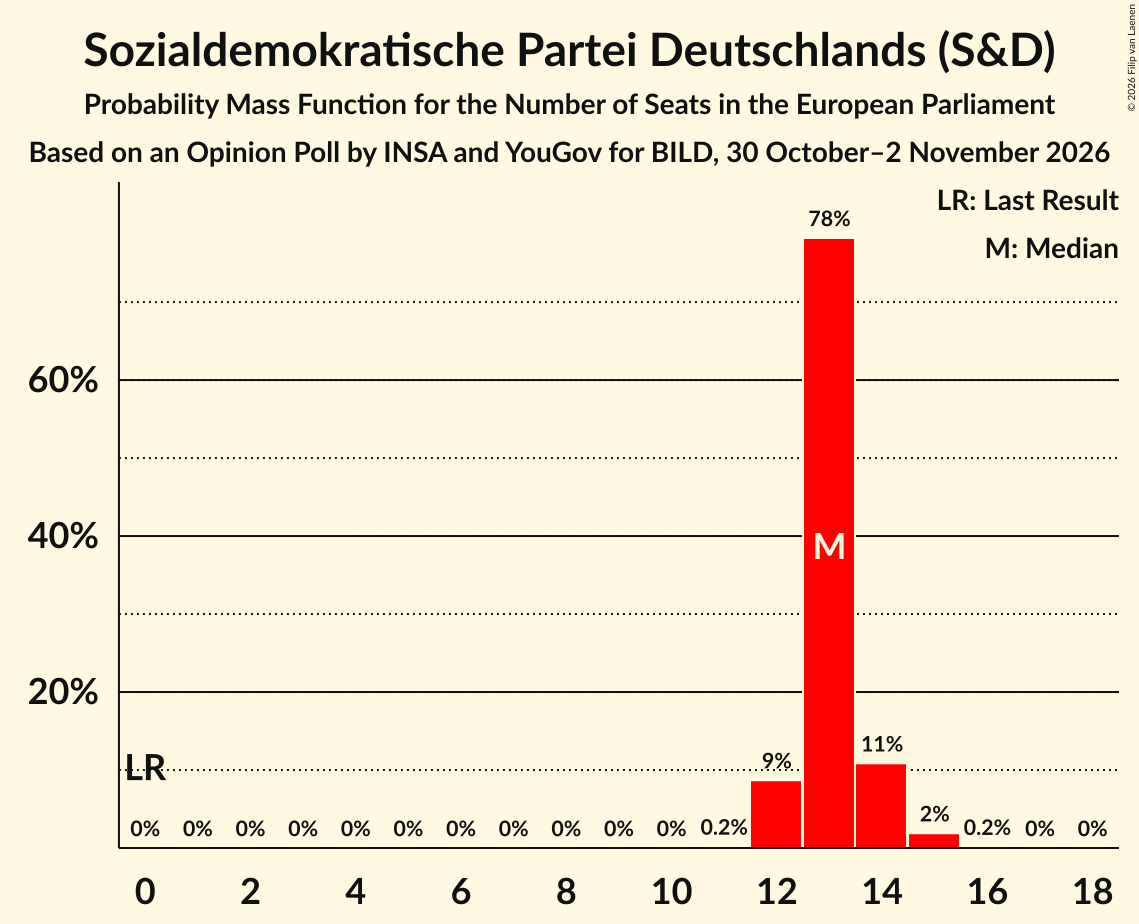 Sozialdemokratische Partei Deutschlands (S&D)
Probability Mass Function for the Number of Seats in the European Parliament
Based on an Opinion Poll by INSA and YouGov for BILD, 30 October–2 November 2026
© 2026 Filip van Laenen
LR: Last Result
M: Median
78%
60%
40%
M
20%
LR
9%
11%
0% 0% 0% 0% 0% 0% 0% 0% 0% 0% 0% 0.2% 2% 0.2% 0% 0%
0 2 4 6 8 10 12 14 16 18